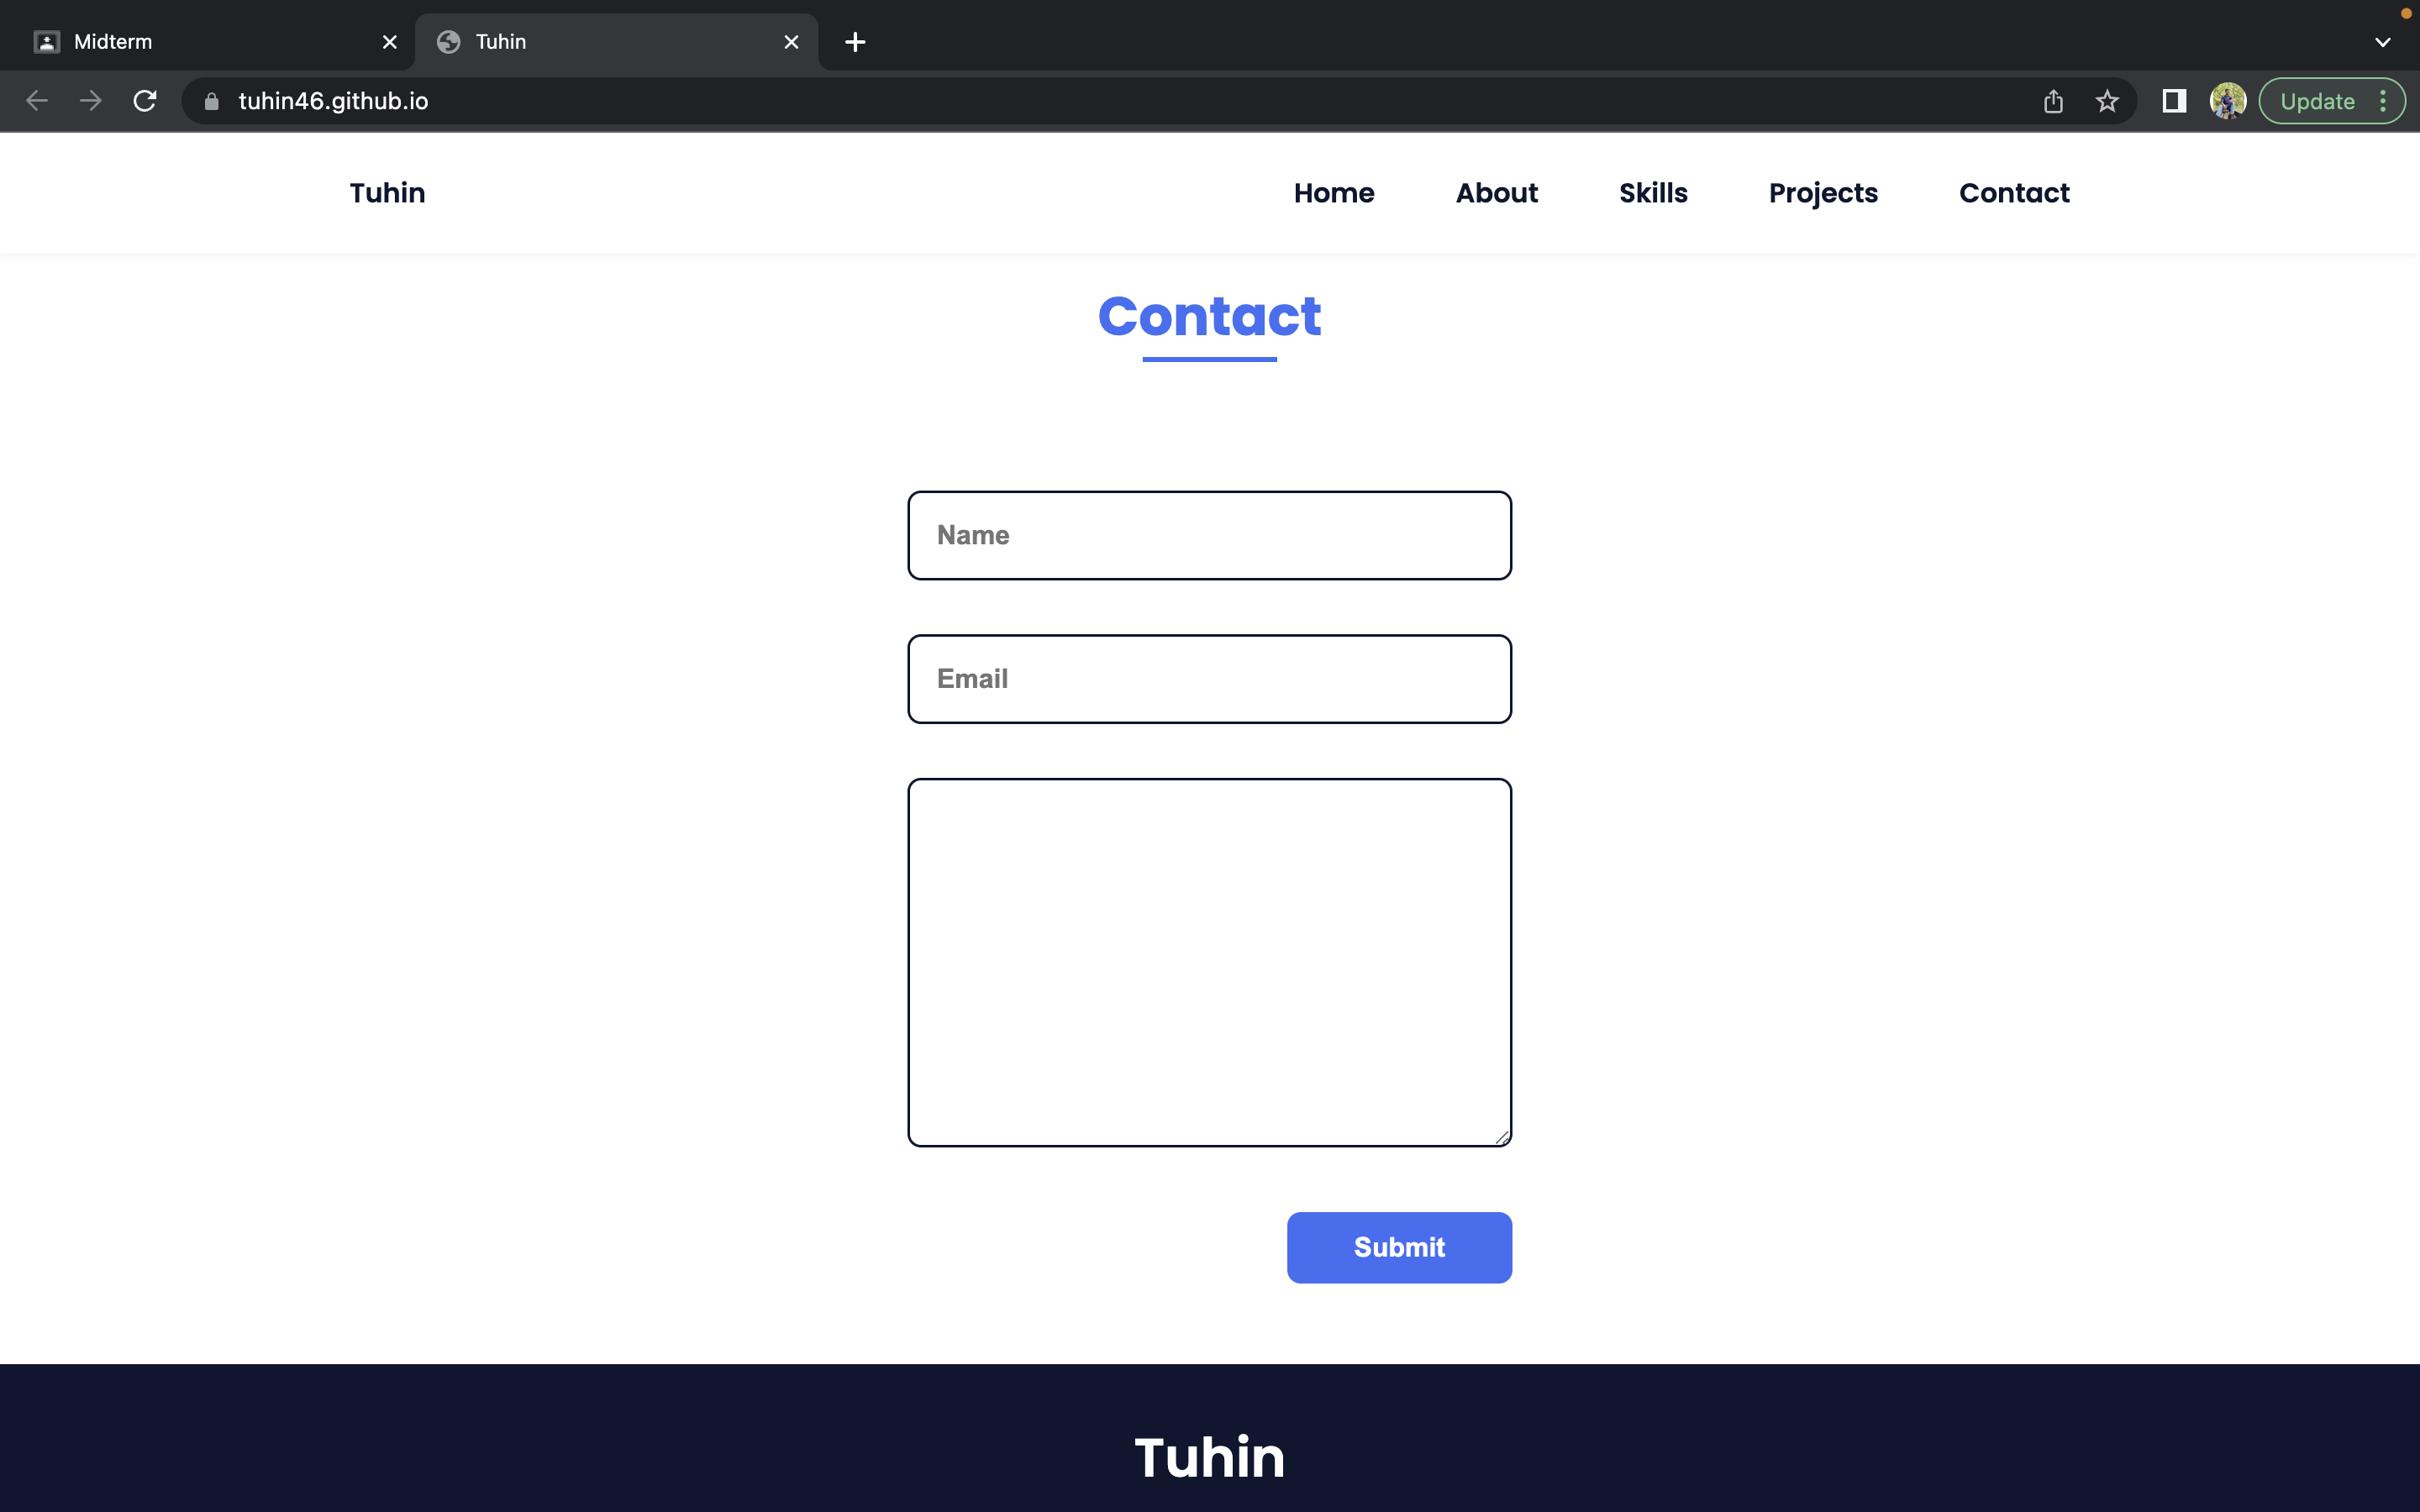 Midterm
Tuhin
tuhin46.github.io
Update
Tuhin
Home About Skills Projects Contact
Contact
Name
Email
Submit
Tuhin